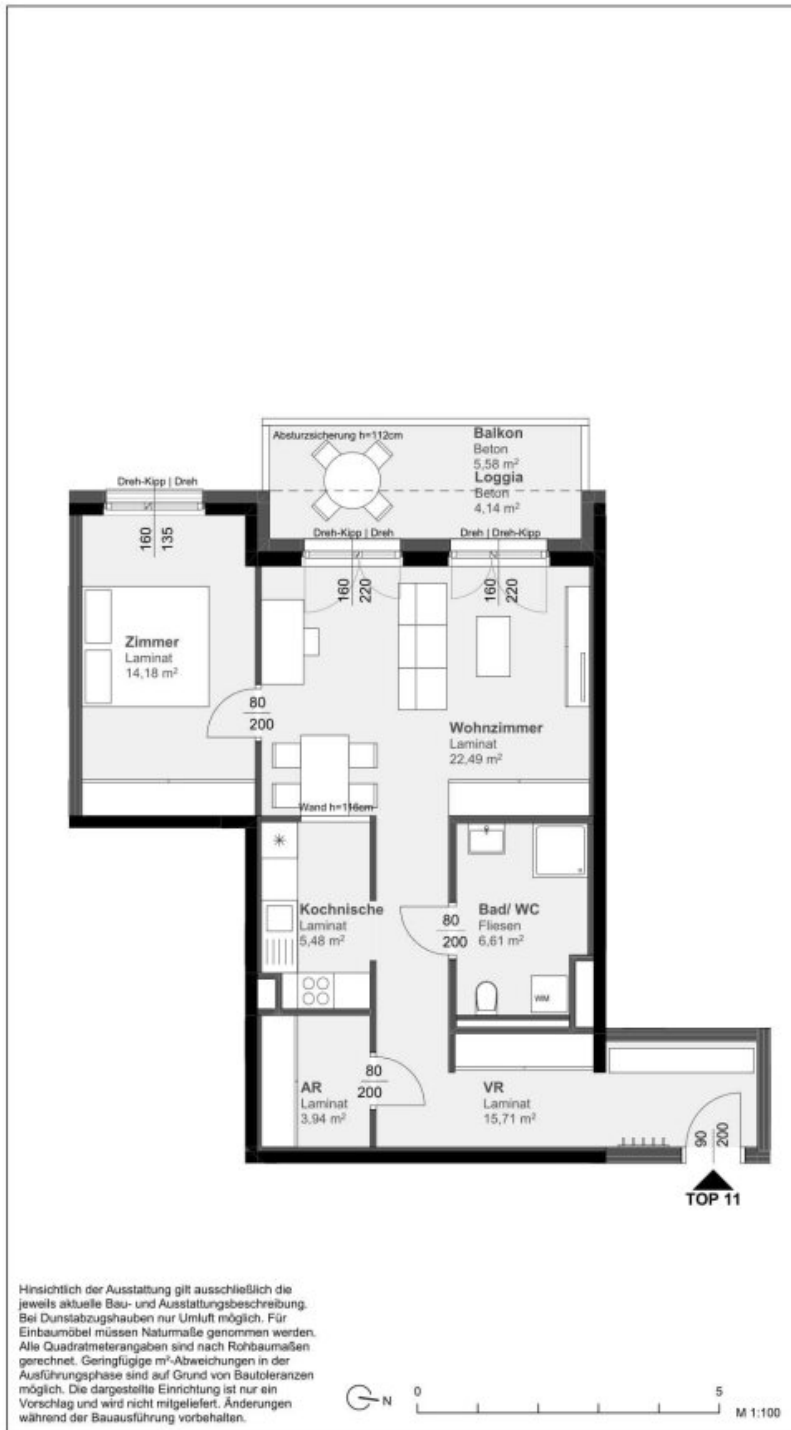 Absturzsicherung h=112cm
Balkon
Beton
5,58 m²
Loggia
Beton
4,14 m²
Dreh-Kipp | Dreh
Dreh-Kipp | Dreh
Dreh | Dreh-Kipp
160
135
160
220
160
220
Zimmer
Laminat
14,18 m²
80
200
Wohnzimmer
Laminat
22,49 m²
Wand h=116cm
Kochnische
Laminat
5,48 m²
80
200
Bad/ WC
Fliesen
6,61 m²
WM
AR
Laminat
3,94 m²
80
200
VR
Laminat
15,71 m²
90
200
TOP 11
Hinsichtlich der Ausstattung gilt ausschließlich die
jeweils aktuelle Bau- und Ausstattungsbeschreibung.
Bei Dunstabzugshauben nur Umluft möglich. Für
Einbaumöbel müssen Naturmaße genommen werden.
Alle Quadratmeterangaben sind nach Rohbaumaßen
gerechnet. Geringfügige m²-Abweichungen in der
Ausführungsphase sind auf Grund von Bautoleranzen
möglich. Die dargestellte Einrichtung ist nur ein
Vorschlag und wird nicht mitgeliefert. Änderungen
während der Bauausführung vorbehalten.
N
0
5
M 1:100